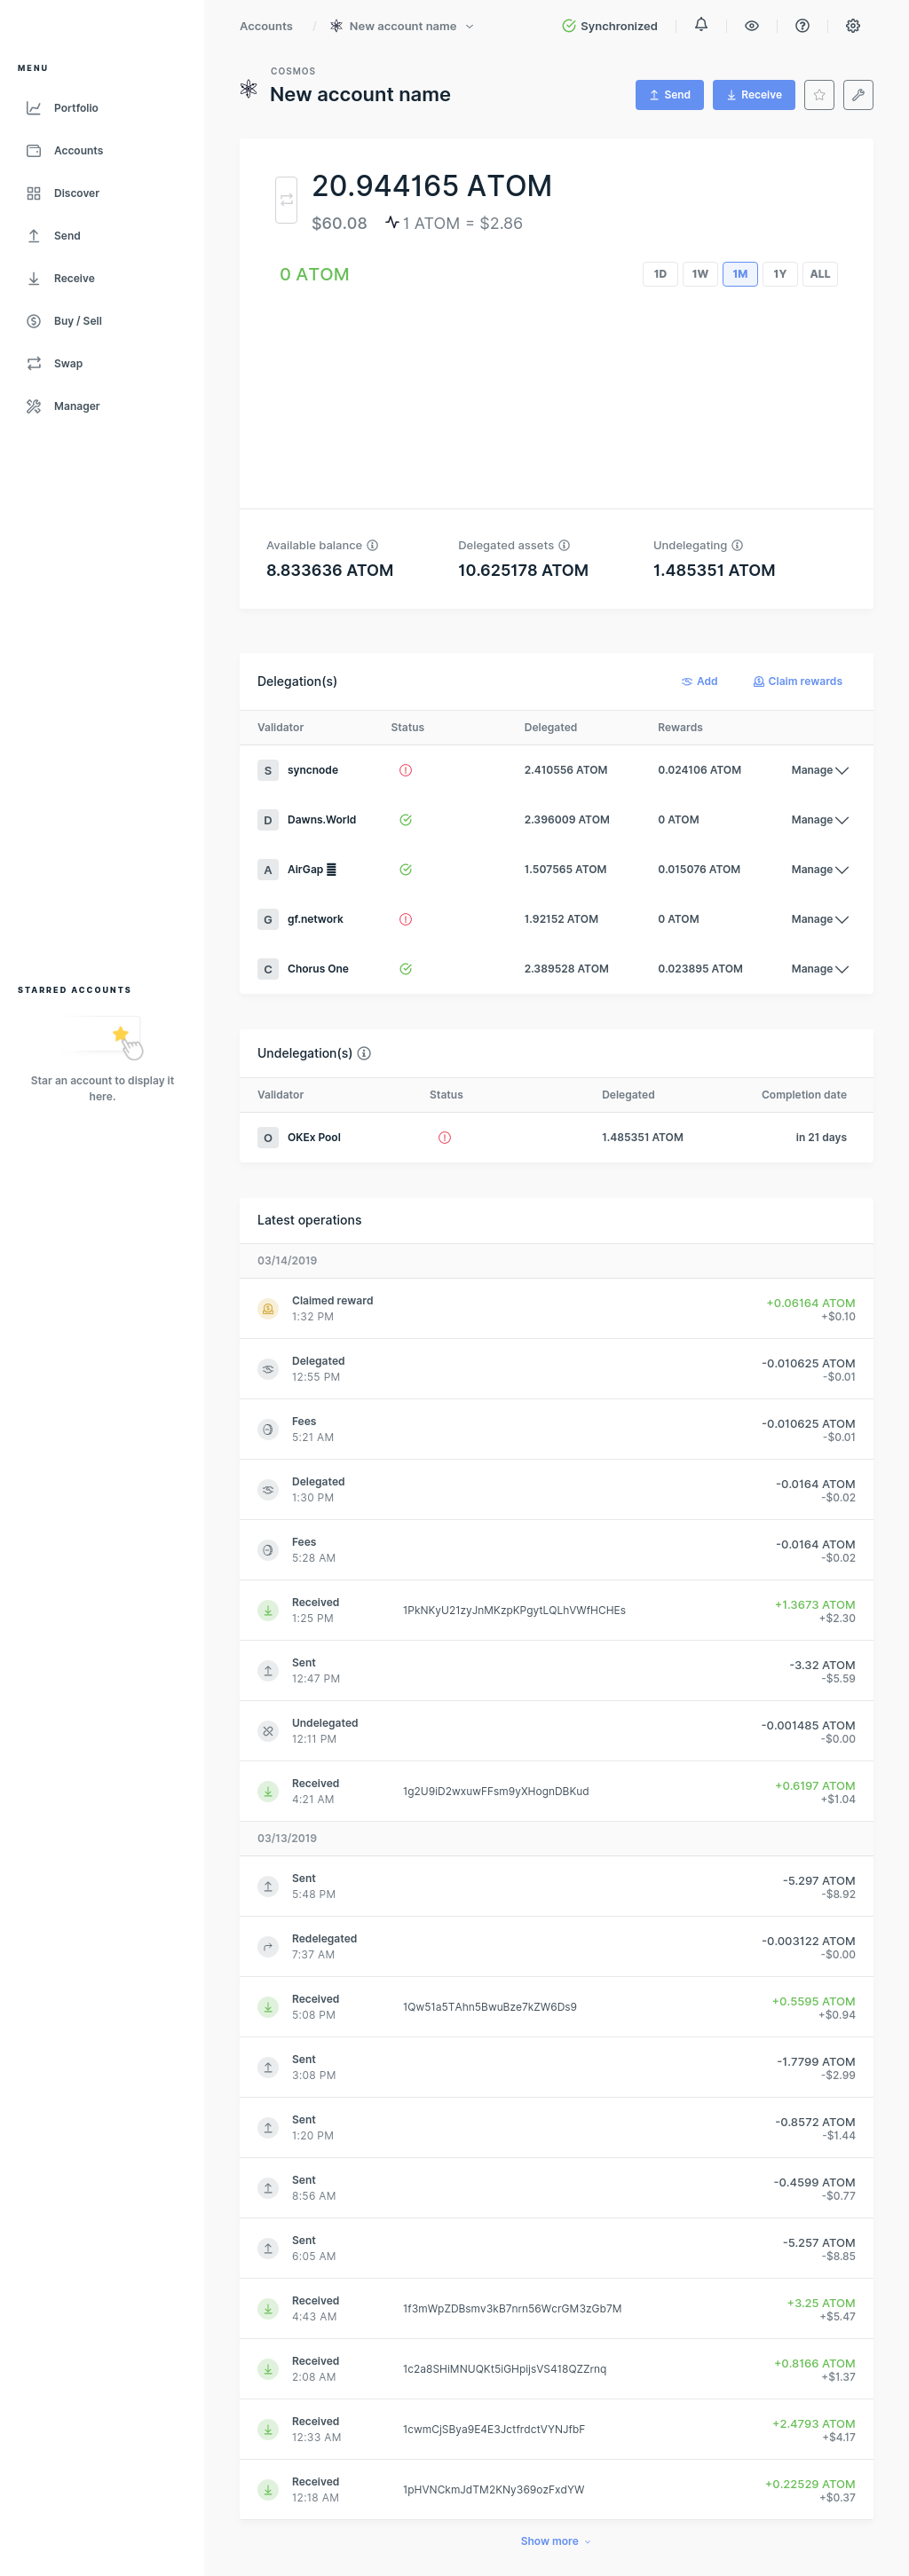 Accounts / New account name Synchronized
MENU
Portfolio
Accounts
Discover
Send
Receive
Buy / Sell
Swap
Manager
STARRED ACCOUNTS
Star an account to display it
here.
COSMOS
New account name
Send Receive
20.944165 ATOM
$60.08 1 ATOM = $2.86
0 ATOM
1D 1W 1M 1Y ALL
Available balance Delegated assets Undelegating
8.833636 ATOM 10.625178 ATOM 1.485351 ATOM
Delegation(s) Add Claim rewards
Validator Status Delegated Rewards
S syncnode 2.410556 ATOM 0.024106 ATOM Manage
D Dawns.World 2.396009 ATOM 0 ATOM Manage
A AirGap 1.507565 ATOM 0.015076 ATOM Manage
G gf.network 1.92152 ATOM 0 ATOM Manage
C Chorus One 2.389528 ATOM 0.023895 ATOM Manage
Undelegation(s)
Validator Status Delegated Completion date
O OKEx Pool 1.485351 ATOM in 21 days
Latest operations
03/14/2019
Claimed reward +0.06164 ATOM
1:32 PM +$0.10
Delegated -0.010625 ATOM
12:55 PM -$0.01
Fees -0.010625 ATOM
5:21 AM -$0.01
Delegated -0.0164 ATOM
1:30 PM -$0.02
Fees -0.0164 ATOM
5:28 AM -$0.02
Received 1PkNKyU21zyJnMKzpKPgytLQLhVWfHCHEs +1.3673 ATOM
1:25 PM +$2.30
Sent -3.32 ATOM
12:47 PM -$5.59
Undelegated -0.001485 ATOM
12:11 PM -$0.00
Received 1g2U9iD2wxuwFFsm9yXHognDBKud +0.6197 ATOM
4:21 AM +$1.04
03/13/2019
Sent -5.297 ATOM
5:48 PM -$8.92
Redelegated -0.003122 ATOM
7:37 AM -$0.00
Received 1Qw51a5TAhn5BwuBze7kZW6Ds9 +0.5595 ATOM
5:08 PM +$0.94
Sent -1.7799 ATOM
3:08 PM -$2.99
Sent -0.8572 ATOM
1:20 PM -$1.44
Sent -0.4599 ATOM
8:56 AM -$0.77
Sent -5.257 ATOM
6:05 AM -$8.85
Received 1f3mWpZDBsmv3kB7nrn56WcrGM3zGb7M +3.25 ATOM
4:43 AM +$5.47
Received 1c2a8SHiMNUQKt5iGHpijsVS418QZZrnq +0.8166 ATOM
2:08 AM +$1.37
Received 1cwmCjSBya9E4E3JctfrdctVYNJfbF +2.4793 ATOM
12:33 AM +$4.17
Received 1pHVNCkmJdTM2KNy369ozFxdYW +0.22529 ATOM
12:18 AM +$0.37
Show more